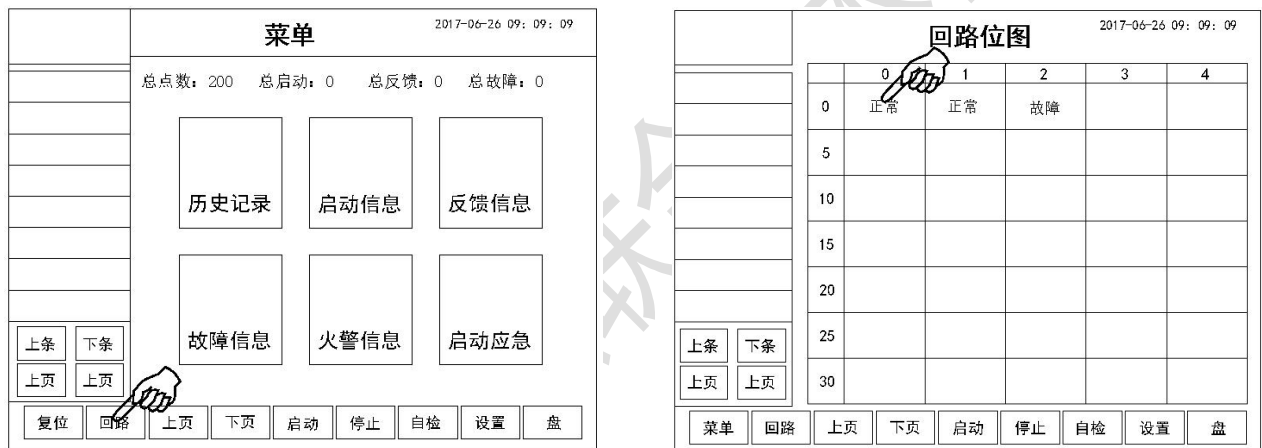 菜单
2017-06-26 09: 09: 09
总点数: 200 总启动: 0 总反馈: 0 总故障: 0
历史记录 启动信息 反馈信息
故障信息 火警信息 启动应急
上条 下条
上页 上页
复位 回路 上页 下页 启动 停止 自检 设置 盘
回路位图
2017-06-26 09: 09: 09
0 1 2 3 4
0 正常 正常 故障
5
10
15
20
25
30
上条 下条
上页 上页
菜单 回路 上页 下页 启动 停止 自检 设置 盘